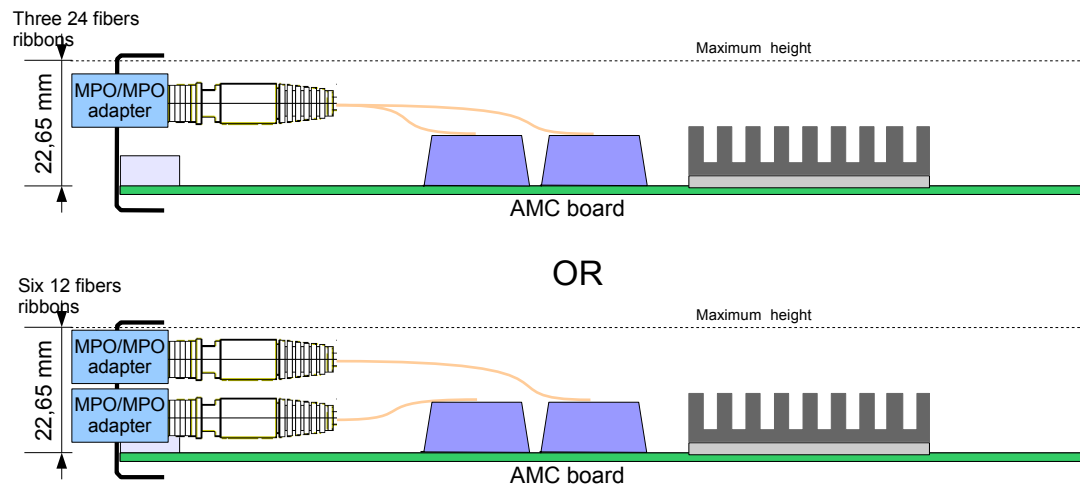 Three 24 fibers
ribbons
Maximum height
MPO/MPO
adapter
22,65 mm
AMC board
OR
Six 12 fibers
ribbons
Maximum height
MPO/MPO
adapter
MPO/MPO
adapter
22,65 mm
AMC board